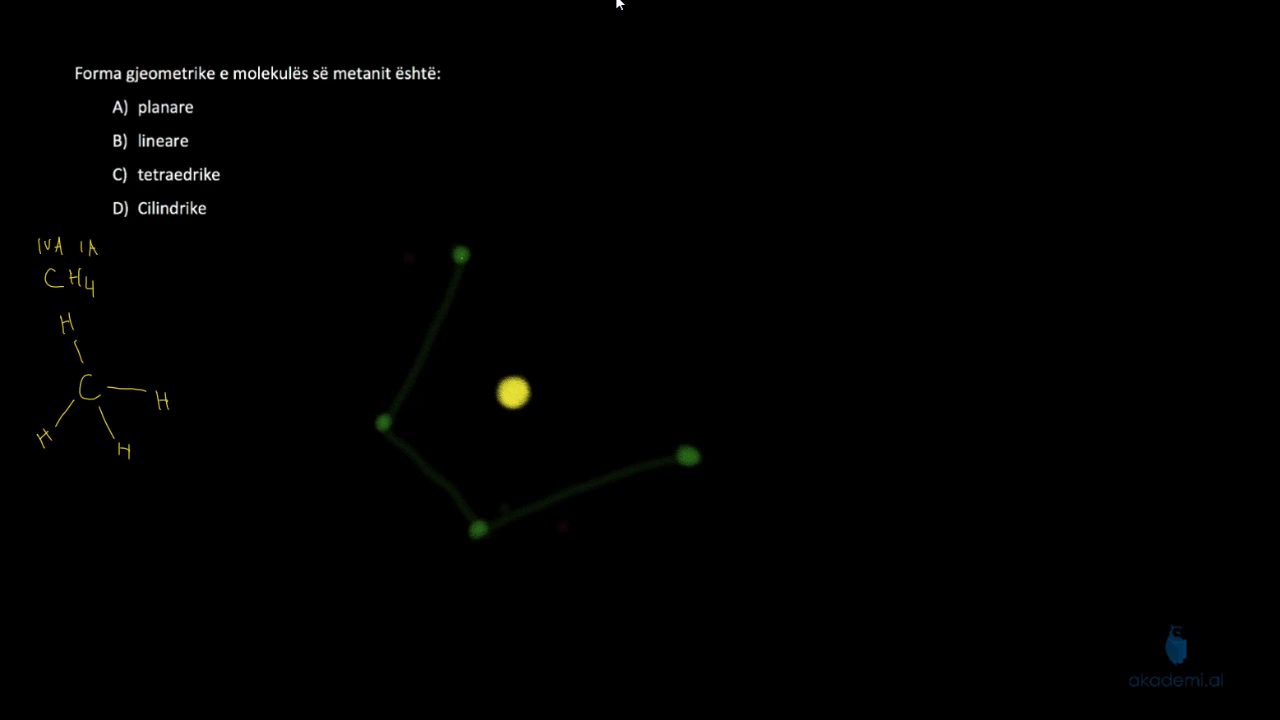 Forma gjeometrike e molekulës së metanit është:
A) planare
B) lineare
C) tetraedrike
D) Cilindrike
IVA IA
CH4
H
C
H
H
H
akademi.al